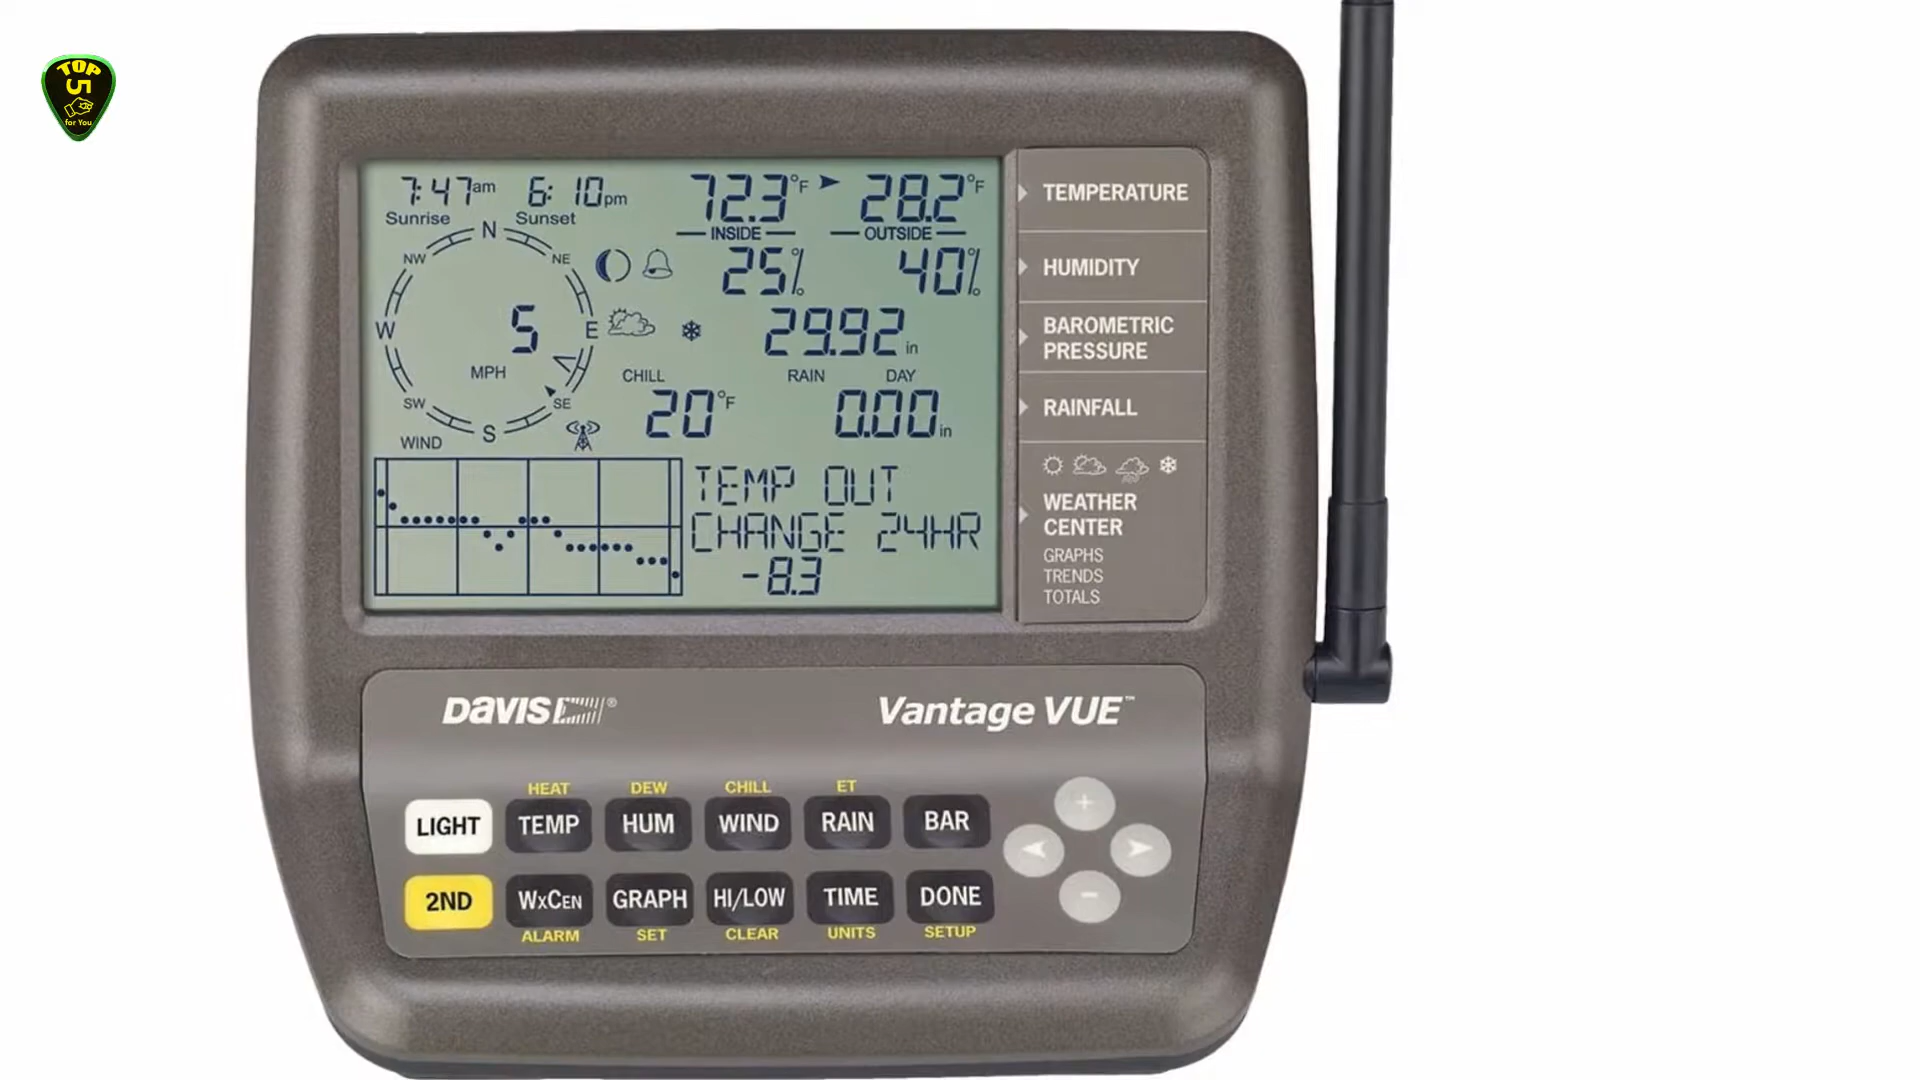 TOP
5
for You
7:47am 6:10pm 72.3°F 28.2°F
Sunrise Sunset INSIDE OUTSIDE
N
NW NE
25% 40%
W 5 E
29.92 in
MPH
CHILL RAIN DAY
SW SE
20°F 0.00 in
S
WIND
TEMP OUT
CHANGE 24HR
-8.3
TEMPERATURE
HUMIDITY
BAROMETRIC
PRESSURE
RAINFALL
WEATHER
CENTER
GRAPHS
TRENDS
TOTALS
DAVIS® Vantage VUE™
HEAT DEW CHILL ET
LIGHT TEMP HUM WIND RAIN BAR
+
2ND WxCEN GRAPH HI/LOW TIME DONE
-
ALARM SET CLEAR UNITS SETUP